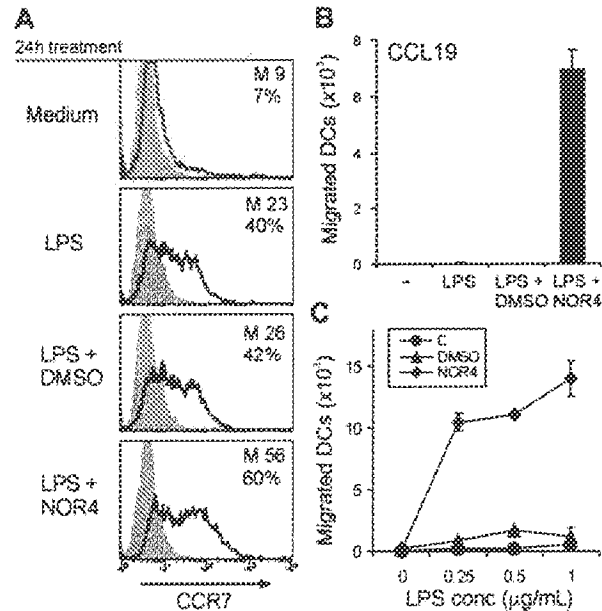 A
24h treatment
Medium
M 9
7%
LPS
M 23
40%
LPS +
DMSO
M 26
42%
LPS +
NOR4
M 56
60%
CCR7
B
CCL19
Migrated DCs (x10³)
8
6
4
2
0
-
LPS
LPS +
DMSO
LPS +
NOR4
C
C
DMSO
NOR4
Migrated DCs (x10³)
15
10
5
0
0
0.25
0.5
1
LPS conc (µg/mL)